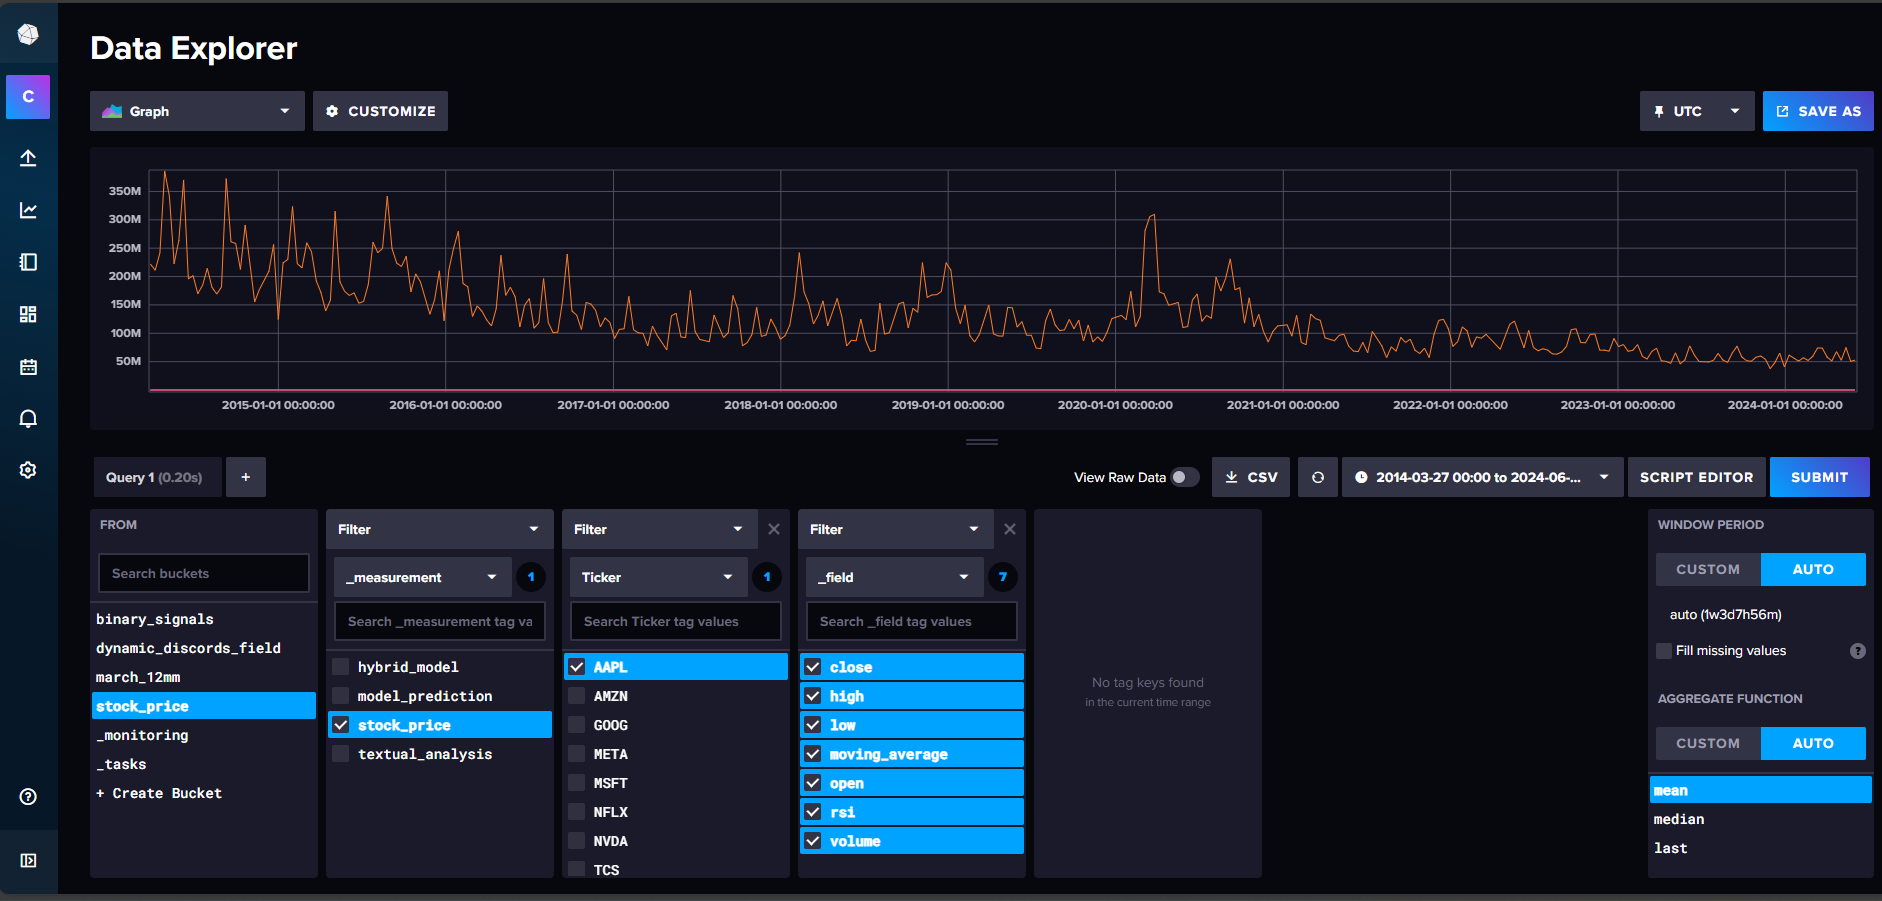 Data Explorer
C
Graph
CUSTOMIZE
UTC
SAVE AS
350M
300M
250M
200M
150M
100M
50M
2015-01-01 00:00:00
2016-01-01 00:00:00
2017-01-01 00:00:00
2018-01-01 00:00:00
2019-01-01 00:00:00
2020-01-01 00:00:00
2021-01-01 00:00:00
2022-01-01 00:00:00
2023-01-01 00:00:00
2024-01-01 00:00:00
Query 1 (0.20s)
+
View Raw Data
CSV
2014-03-27 00:00 to 2024-06-...
SCRIPT EDITOR
SUBMIT
FROM
Search buckets
binary_signals
dynamic_discords_field
march_12mm
stock_price
_monitoring
_tasks
+ Create Bucket
Filter
_measurement
1
Search _measurement tag va
hybrid_model
model_prediction
stock_price
textual_analysis
Filter
Ticker
1
Search Ticker tag values
AAPL
AMZN
GOOG
META
MSFT
NFLX
NVDA
TCS
Filter
_field
7
Search _field tag values
close
high
low
moving_average
open
rsi
volume
No tag keys found
in the current time range
WINDOW PERIOD
CUSTOM
AUTO
auto (1w3d7h56m)
Fill missing values
?
AGGREGATE FUNCTION
CUSTOM
AUTO
mean
median
last